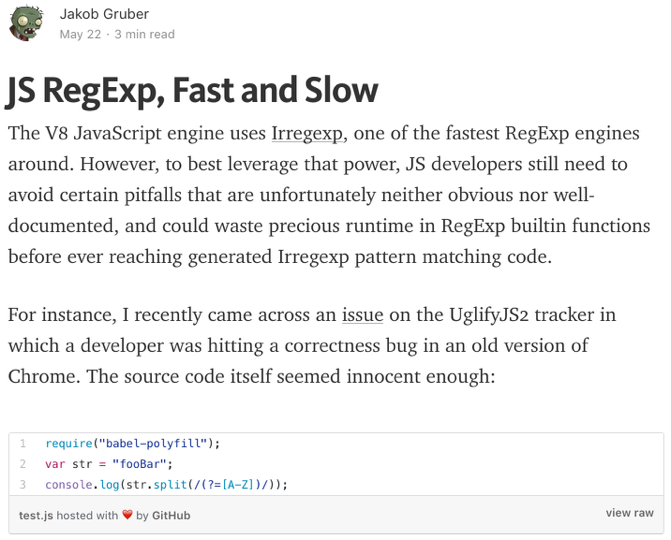 Jakob Gruber
May 22 · 3 min read
JS RegExp, Fast and Slow
The V8 JavaScript engine uses Irregexp, one of the fastest RegExp engines
around. However, to best leverage that power, JS developers still need to
avoid certain pitfalls that are unfortunately neither obvious nor well-
documented, and could waste precious runtime in RegExp builtin functions
before ever reaching generated Irregexp pattern matching code.
For instance, I recently came across an issue on the UglifyJS2 tracker in
which a developer was hitting a correctness bug in an old version of
Chrome. The source code itself seemed innocent enough:
1 require("babel-polyfill");
2 var str = "fooBar";
3 console.log(str.split(/(?=[A-Z])/));
test.js hosted with ❤ by GitHub view raw